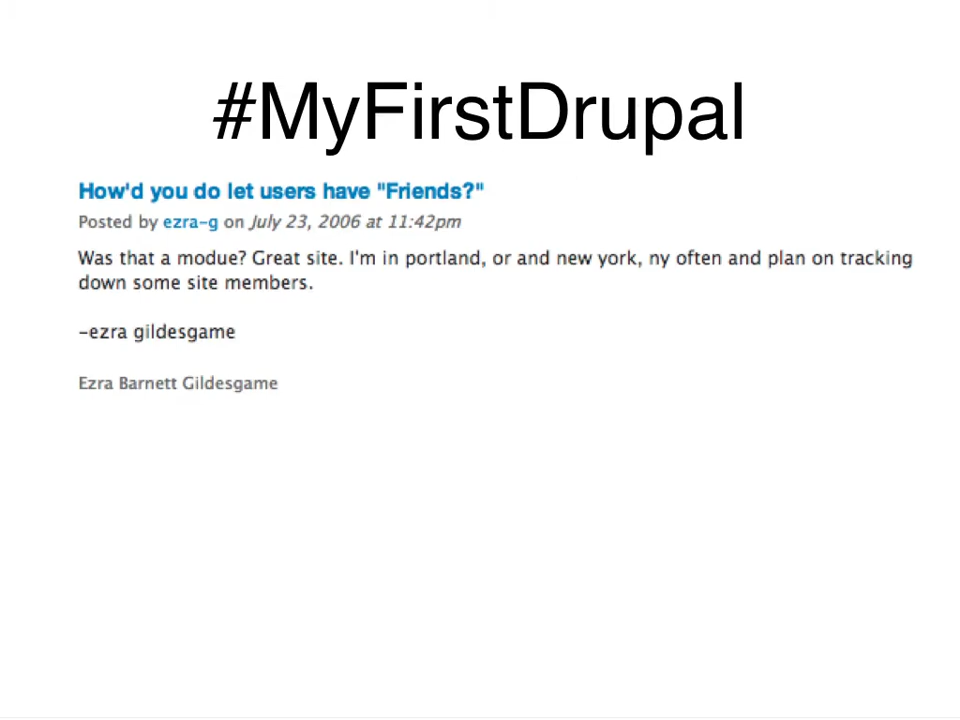 #MyFirstDrupal
How'd you do let users have "Friends?"
Posted by ezra-g on July 23, 2006 at 11:42pm
Was that a modue? Great site. I'm in portland, or and new york, ny often and plan on tracking
down some site members.
-ezra gildesgame
Ezra Barnett Gildesgame